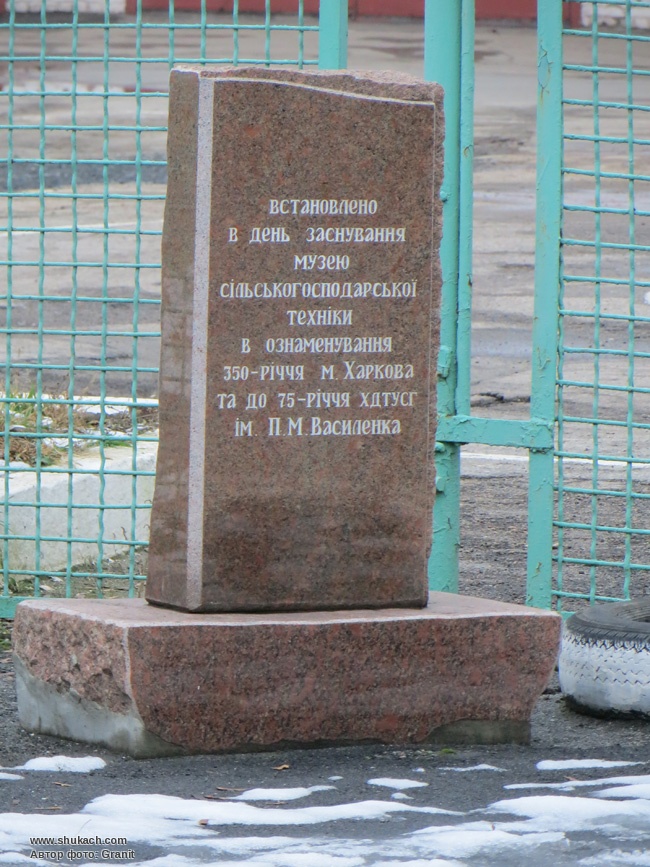 встановлено
в день заснування
музею
сільськогосподарської
техніки
в ознаменування
350-річчя м. Харкова
та до 75-річчя ХДТУСГ
ім. П.М. Василенка
www.shukach.com
Автор фото: Granit